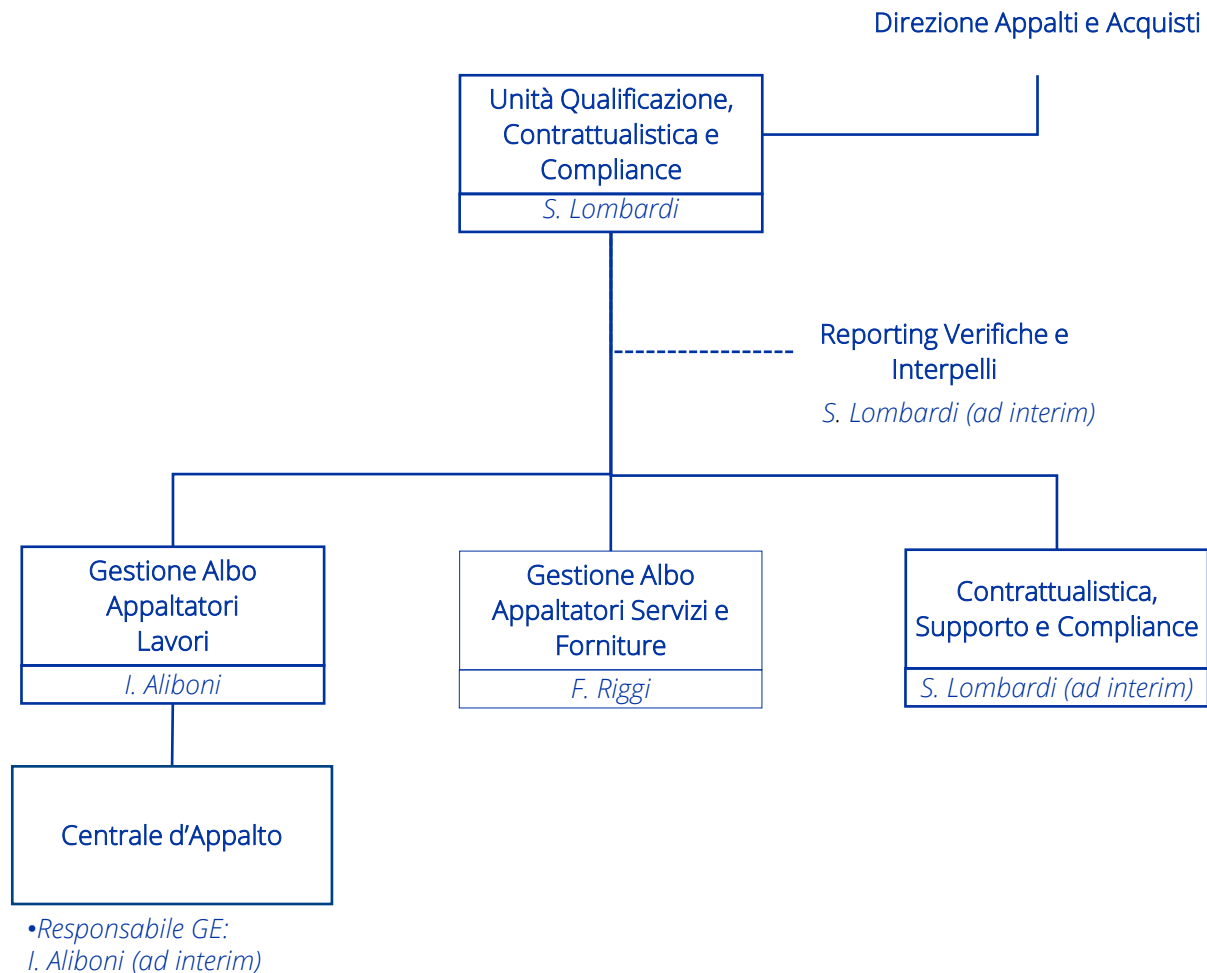 Direzione Appalti e Acquisti
Unità Qualificazione,
Contrattualistica e
Compliance
S. Lombardi
Reporting Verifiche e
Interpelli
S. Lombardi (ad interim)
Gestione Albo
Appaltatori
Lavori
I. Aliboni
Gestione Albo
Appaltatori Servizi e
Forniture
F. Riggi
Contrattualistica,
Supporto e Compliance
S. Lombardi (ad interim)
Centrale d’Appalto
•Responsabile GE:
I. Aliboni (ad interim)